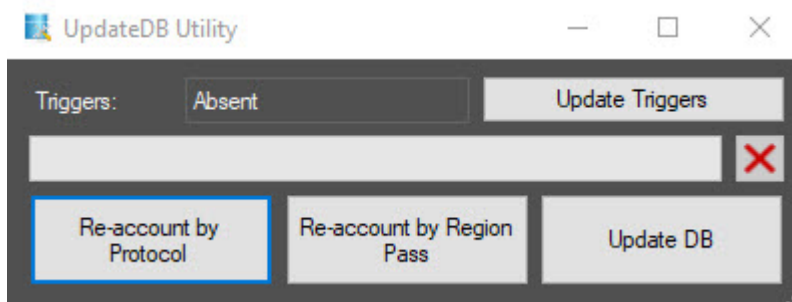 UpdateDB Utility
Triggers: Absent Update Triggers
Re-account by Protocol
Re-account by Region Pass
Update DB